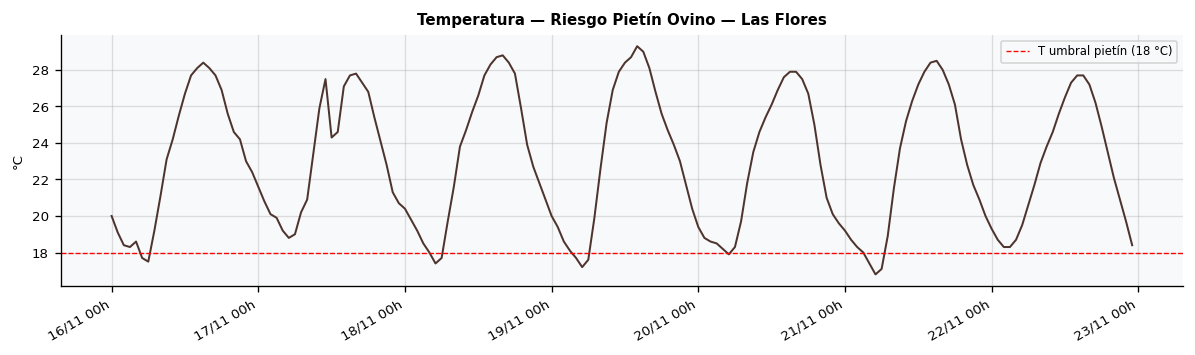 Temperatura — Riesgo Pietín Ovino — Las Flores
T umbral pietín (18 °C)
°C
28
26
24
22
20
18
16/11 00h
17/11 00h
18/11 00h
19/11 00h
20/11 00h
21/11 00h
22/11 00h
23/11 00h